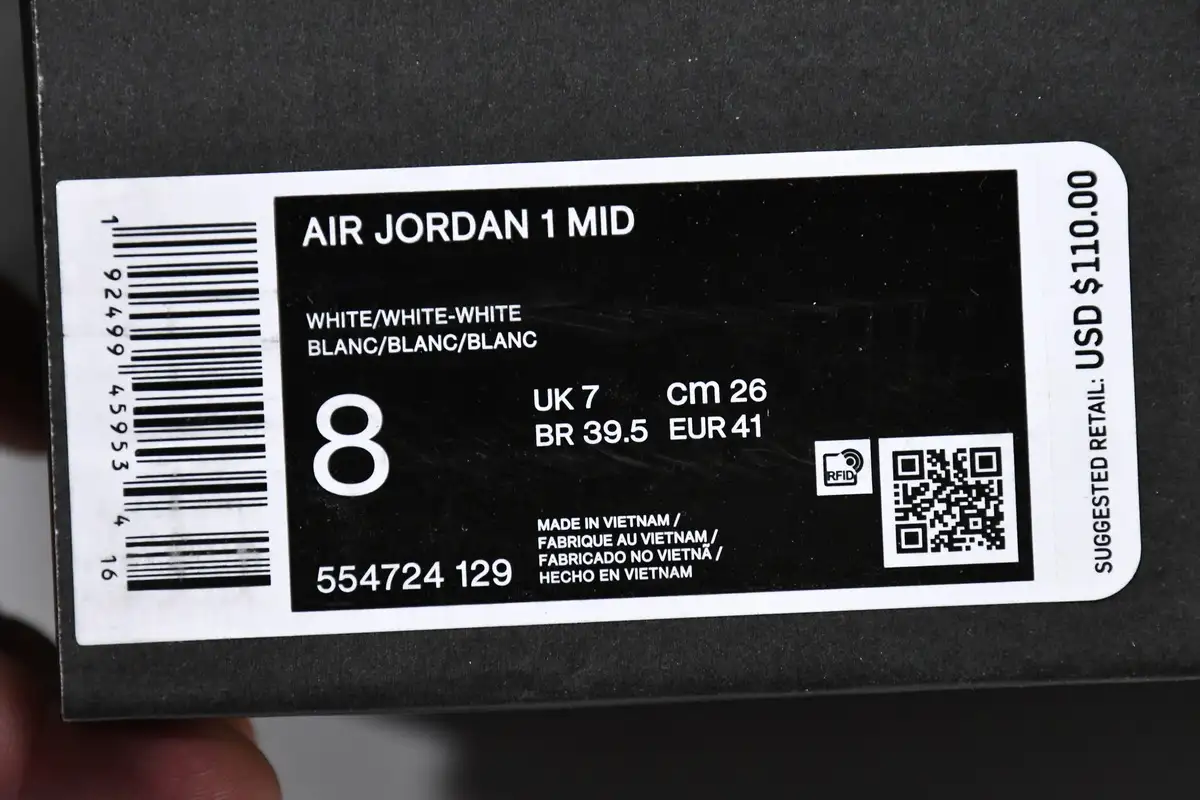 1 92499 45953 4 16
AIR JORDAN 1 MID
WHITE/WHITE-WHITE
BLANC/BLANC/BLANC
8
UK 7 cm 26
BR 39.5 EUR 41
554724 129
MADE IN VIETNAM /
FABRIQUE AU VIETNAM /
FABRICADO NO VIETNÃ /
HECHO EN VIETNAM
RFID
SUGGESTED RETAIL: USD $110.00